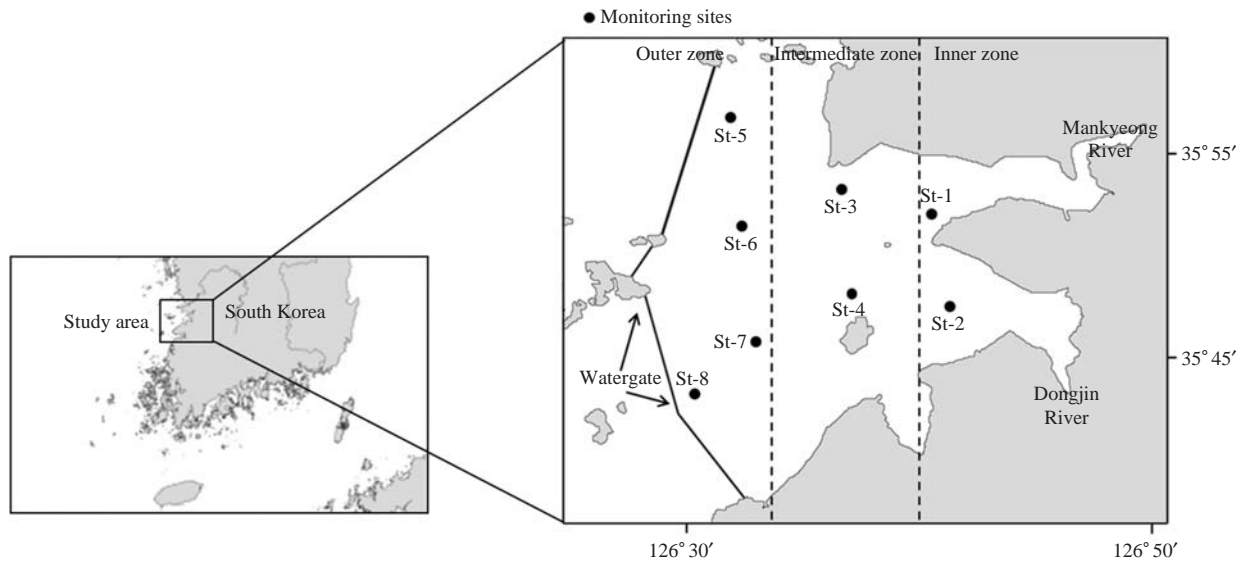 Monitoring sites
Outer zone
Intermediate zone
Inner zone
St-5
Mankyeong
River
35° 55′
St-3
St-1
St-6
South Korea
Study area
St-4
St-2
St-7
35° 45′
Watergate
St-8
Dongjin
River
126° 30′
126° 50′